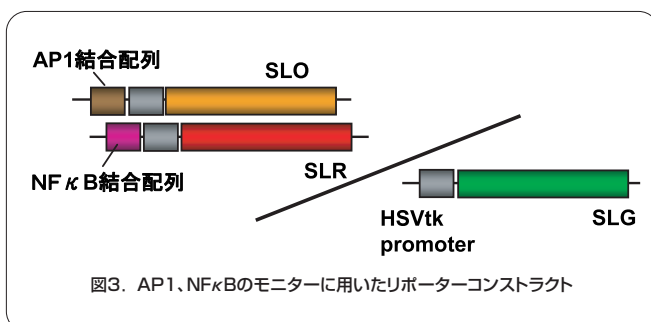 AP1結合配列
SLO
NFκB結合配列
SLR
HSVtk
promoter
SLG
図3. AP1、NFκBのモニターに用いたリポーターコンストラクト